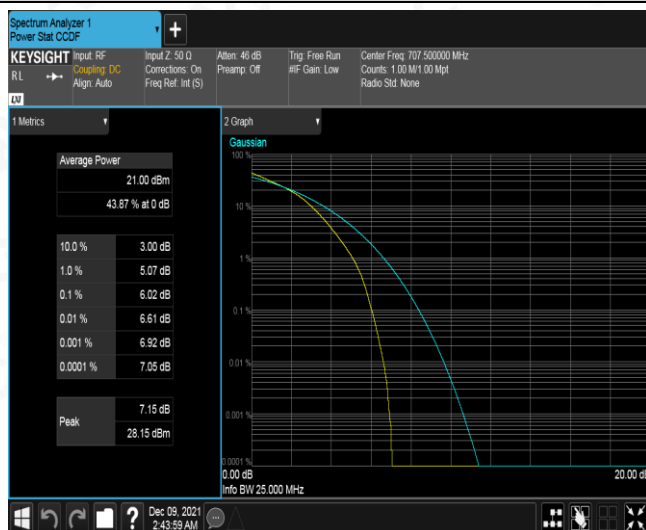 Spectrum Analyzer 1
Power Stat CCDF
+
KEYSIGHT
RL
LXI
Input: RF
Coupling: DC
Align: Auto
Input Z: 50 Ω
Corrections: On
Freq Ref: Int (S)
Atten: 46 dB
Preamp: Off
Trig: Free Run
#IF Gain: Low
Center Freq: 707.500000 MHz
Counts: 1.00 M/1.00 Mpt
Radio Std: None
1 Metrics
Average Power
21.00 dBm
43.87 % at 0 dB
10.0 % 3.00 dB
1.0 % 5.07 dB
0.1 % 6.02 dB
0.01 % 6.61 dB
0.001 % 6.92 dB
0.0001 % 7.05 dB
Peak
7.15 dB
28.15 dBm
2 Graph
Gaussian
100 %
10 %
1 %
0.1 %
0.01 %
0.001 %
0.0001 %
0.00 dB
20.00 dB
Info BW 25.000 MHz
?
Dec 09, 2021
2:43:59 AM